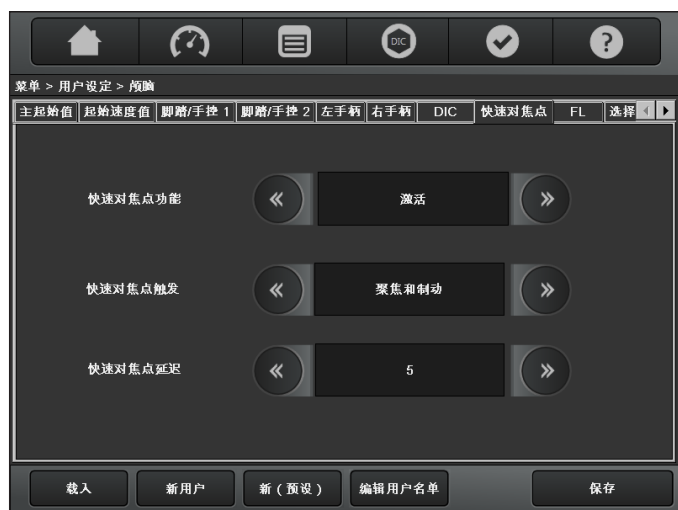 DIC
?
菜单 > 用户设定 > 颅脑
主起始值 起始速度值 脚踏/手控 1 脚踏/手控 2 左手柄 右手柄 DIC 快速对焦点 FL 选择
快速对焦点功能 激活
快速对焦点触发 聚焦和制动
快速对焦点延迟 5
载入 新用户 新 ( 预设 ) 编辑用户名单 保存